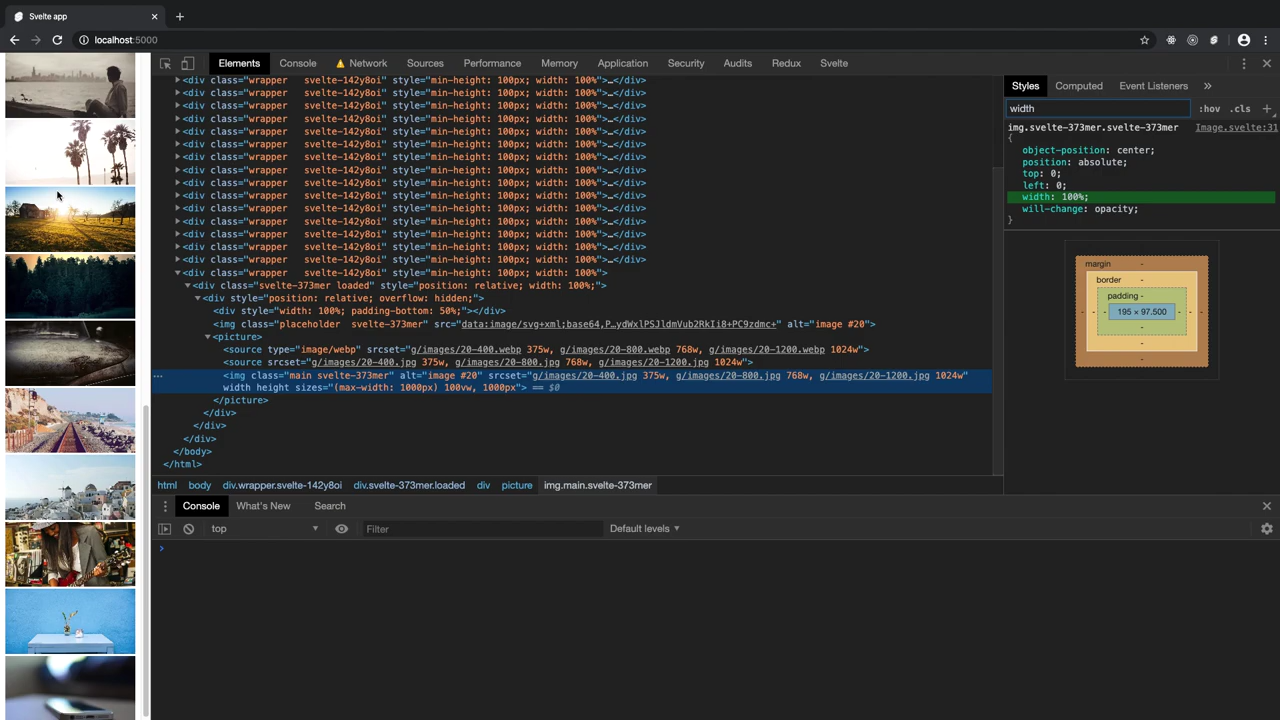 Svelte app
localhost:5000
Elements Console Network Sources Performance Memory Application Security Audits Redux Svelte
<div class="wrapper svelte-142y8oi" style="min-height: 100px; width: 100%">…</div>
<div class="wrapper svelte-142y8oi" style="min-height: 100px; width: 100%">…</div>
<div class="wrapper svelte-142y8oi" style="min-height: 100px; width: 100%">…</div>
<div class="wrapper svelte-142y8oi" style="min-height: 100px; width: 100%">…</div>
<div class="wrapper svelte-142y8oi" style="min-height: 100px; width: 100%">…</div>
<div class="wrapper svelte-142y8oi" style="min-height: 100px; width: 100%">…</div>
<div class="wrapper svelte-142y8oi" style="min-height: 100px; width: 100%">…</div>
<div class="wrapper svelte-142y8oi" style="min-height: 100px; width: 100%">…</div>
<div class="wrapper svelte-142y8oi" style="min-height: 100px; width: 100%">…</div>
<div class="wrapper svelte-142y8oi" style="min-height: 100px; width: 100%">…</div>
<div class="wrapper svelte-142y8oi" style="min-height: 100px; width: 100%">…</div>
<div class="wrapper svelte-142y8oi" style="min-height: 100px; width: 100%">…</div>
<div class="wrapper svelte-142y8oi" style="min-height: 100px; width: 100%">…</div>
<div class="wrapper svelte-142y8oi" style="min-height: 100px; width: 100%">…</div>
<div class="wrapper svelte-142y8oi" style="min-height: 100px; width: 100%">
<div class="svelte-373mer loaded" style="position: relative; width: 100%;">
<div style="position: relative; overflow: hidden;">
<div style="width: 100%; padding-bottom: 50%;"></div>
<img class="placeholder svelte-373mer" src="data:image/svg+xml;base64,P…ydWxlPSJldmVub2RkIi8+PC9zdmc+" alt="image #20">
<picture>
<source type="image/webp" srcset="g/images/20-400.webp 375w, g/images/20-800.webp 768w, g/images/20-1200.webp 1024w">
<source srcset="g/images/20-400.jpg 375w, g/images/20-800.jpg 768w, g/images/20-1200.jpg 1024w">
<img class="main svelte-373mer" alt="image #20" srcset="g/images/20-400.jpg 375w, g/images/20-800.jpg 768w, g/images/20-1200.jpg 1024w"
width height sizes="(max-width: 1000px) 100vw, 1000px"> == $0
</picture>
</div>
</div>
</div>
</body>
</html>
html body div.wrapper.svelte-142y8oi div.svelte-373mer.loaded div picture img.main.svelte-373mer
Styles Computed Event Listeners »
width :hov .cls +
img.svelte-373mer.svelte-373mer Image.svelte:31
{
object-position: center;
position: absolute;
top: 0;
left: 0;
width: 100%;
will-change: opacity;
}
margin -
border -
padding -
- - - 195 × 97.500 - - -
-
-
-
Console What's New Search
top Filter Default levels